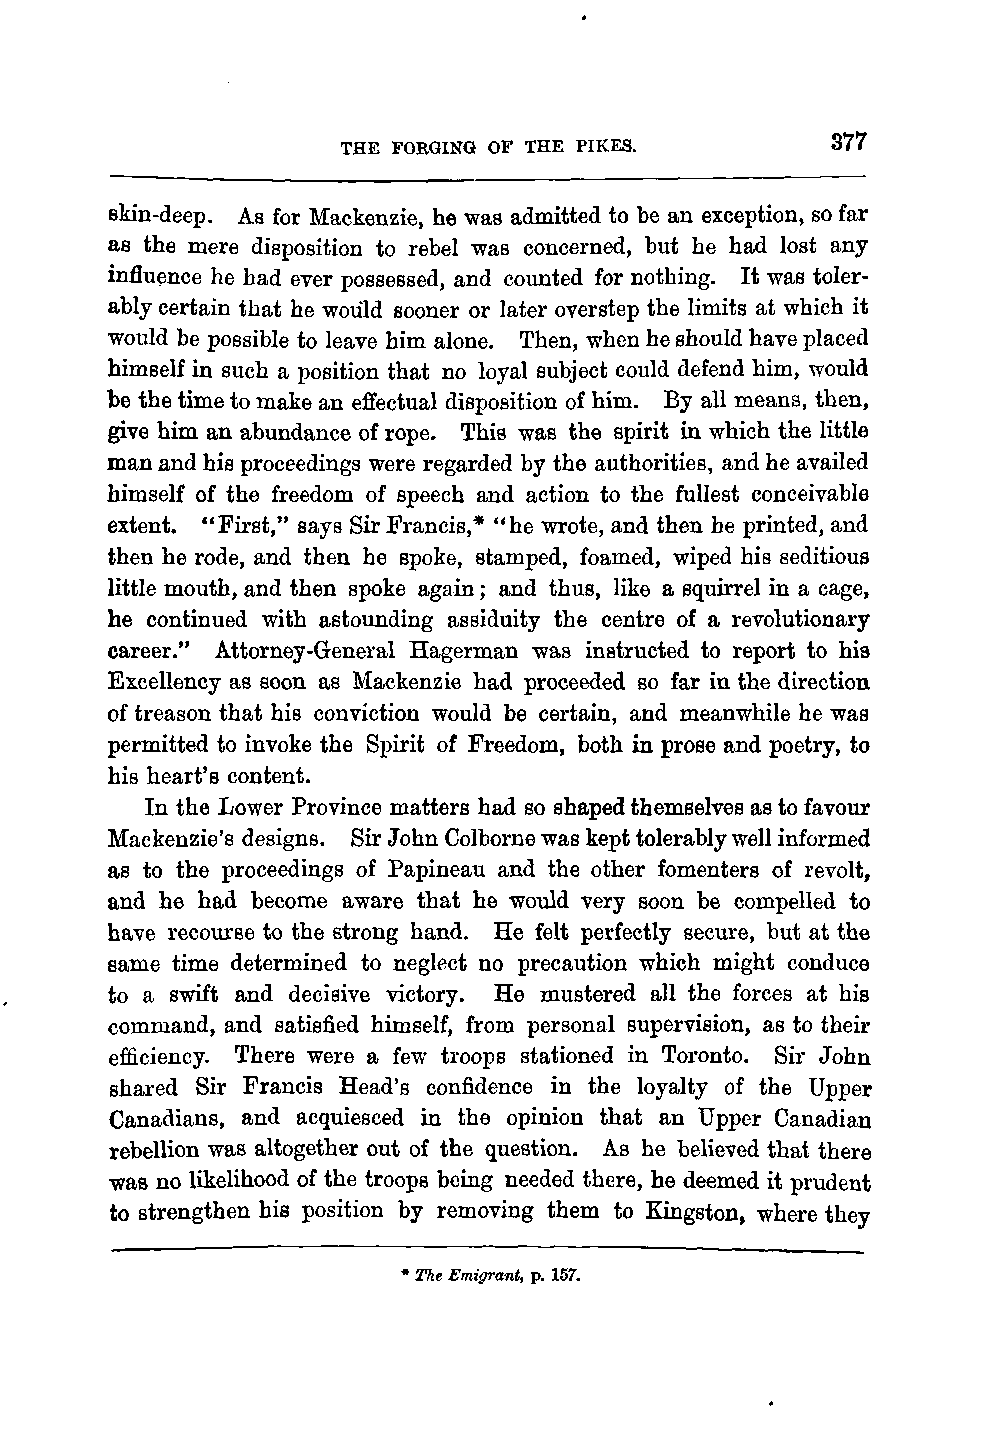 THE FORGING OF THE PIKES. 377
skin-deep. As for Mackenzie, he was admitted to be an exception, so far
as the mere disposition to rebel was concerned, but he had lost any
influence he had ever possessed, and counted for nothing. It was toler-
ably certain that he would sooner or later overstep the limits at which it
would be possible to leave him alone. Then, when he should have placed
himself in such a position that no loyal subject could defend him, would
be the time to make an effectual disposition of him. By all means, then,
give him an abundance of rope. This was the spirit in which the little
man and his proceedings were regarded by the authorities, and he availed
himself of the freedom of speech and action to the fullest conceivable
extent. "First," says Sir Francis,* "he wrote, and then he printed, and
then he rode, and then he spoke, stamped, foamed, wiped his seditious
little mouth, and then spoke again; and thus, like a squirrel in a cage,
he continued with astounding assiduity the centre of a revolutionary
career." Attorney-General Hagerman was instructed to report to his
Excellency as soon as Mackenzie had proceeded so far in the direction
of treason that his conviction would be certain, and meanwhile he was
permitted to invoke the Spirit of Freedom, both in prose and poetry, to
his heart's content.
In the Lower Province matters had so shaped themselves as to favour
Mackenzie's designs. Sir John Colborne was kept tolerably well informed
as to the proceedings of Papineau and the other fomenters of revolt,
and he had become aware that he would very soon be compelled to
have recourse to the strong hand. He felt perfectly secure, but at the
same time determined to neglect no precaution which might conduce
to a swift and decisive victory. He mustered all the forces at his
command, and satisfied himself, from personal supervision, as to their
efficiency. There were a few troops stationed in Toronto. Sir John
shared Sir Francis Head's confidence in the loyalty of the Upper
Canadians, and acquiesced in the opinion that an Upper Canadian
rebellion was altogether out of the question. As he believed that there
was no likelihood of the troops being needed there, he deemed it prudent
to strengthen his position by removing them to Kingston, where they
* The Emigrant, p. 157.